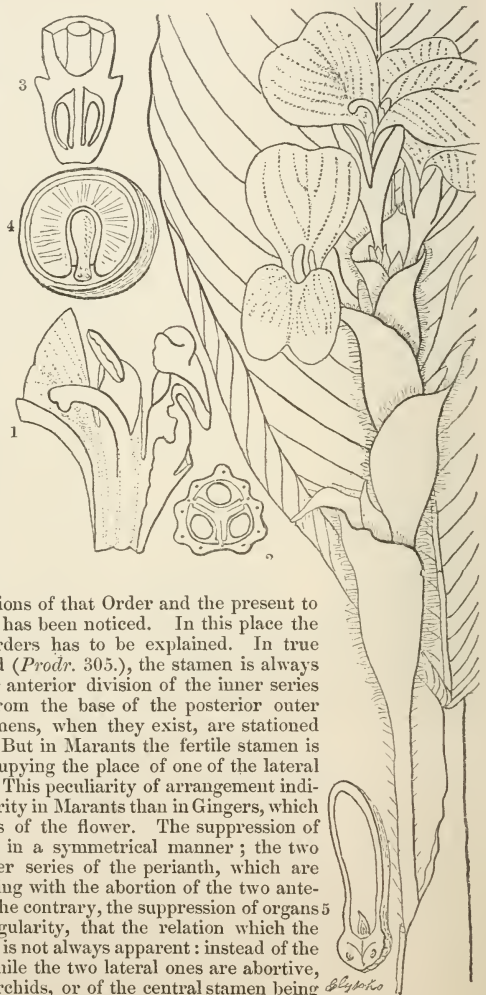 3
4
1
ions of that Order and the present to
has been noticed. In this place the
rders has to be explained. In true
d (Prodr. 305.), the stamen is always
anterior division of the inner series
rom the base of the posterior outer
mens, when they exist, are stationed
But in Marants the fertile stamen is
upying the place of one of the lateral
This peculiarity of arrangement indi-
rity in Marants than in Gingers, which
s of the flower. The suppression of
in a symmetrical manner ; the two
er series of the perianth, which are
ng with the abortion of the two ante-
he contrary, the suppression of organs
5
gularity, that the relation which the
is not always apparent : instead of the
hile the two lateral ones are abortive,
rchids, or of the central stamen being